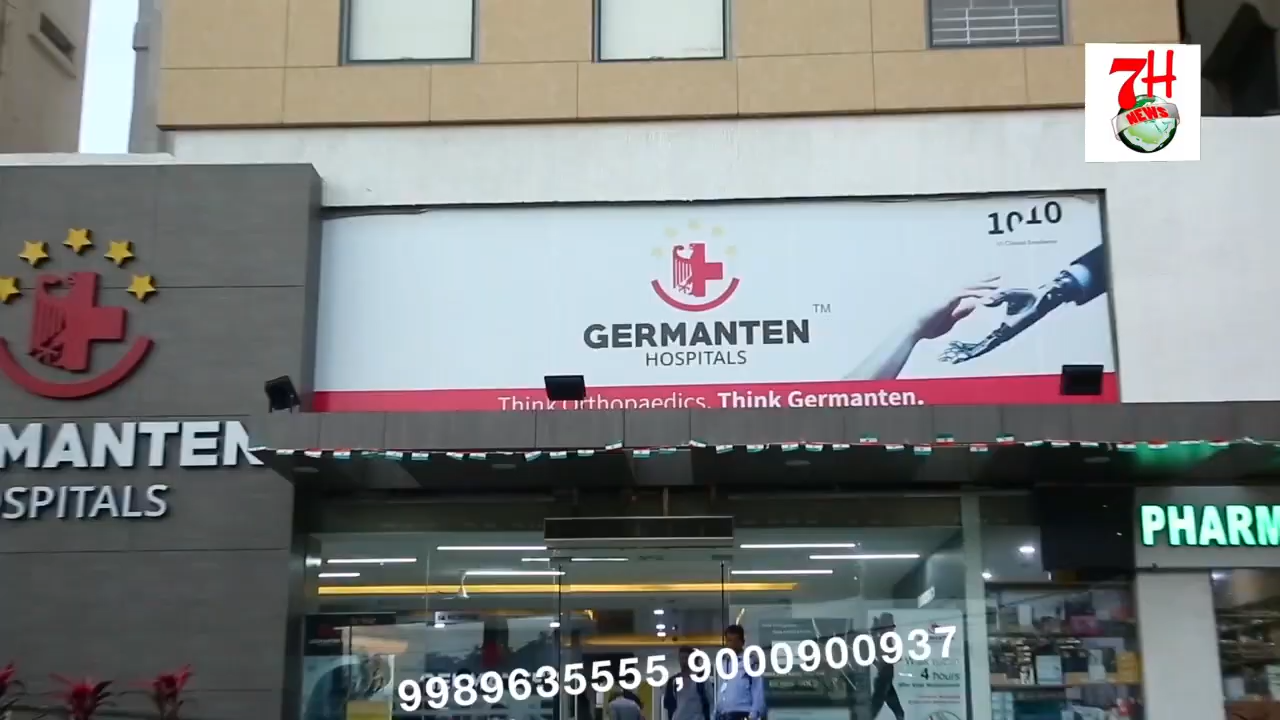 7H
NEWS
1010
GERMANTEN
TM
HOSPITALS
Think Orthopaedics. Think Germanten.
MANTEN
SPITALS
PHARM
4 hours
9989635555,9000900937